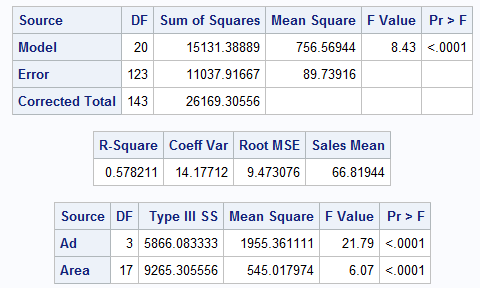 Source DF Sum of Squares Mean Square F Value Pr > F
Model 20 15131.38889 756.56944 8.43 <.0001
Error 123 11037.91667 89.73916
Corrected Total 143 26169.30556
R-Square Coeff Var Root MSE Sales Mean
0.578211 14.17712 9.473076 66.81944
Source DF Type III SS Mean Square F Value Pr > F
Ad 3 5866.083333 1955.361111 21.79 <.0001
Area 17 9265.305556 545.017974 6.07 <.0001